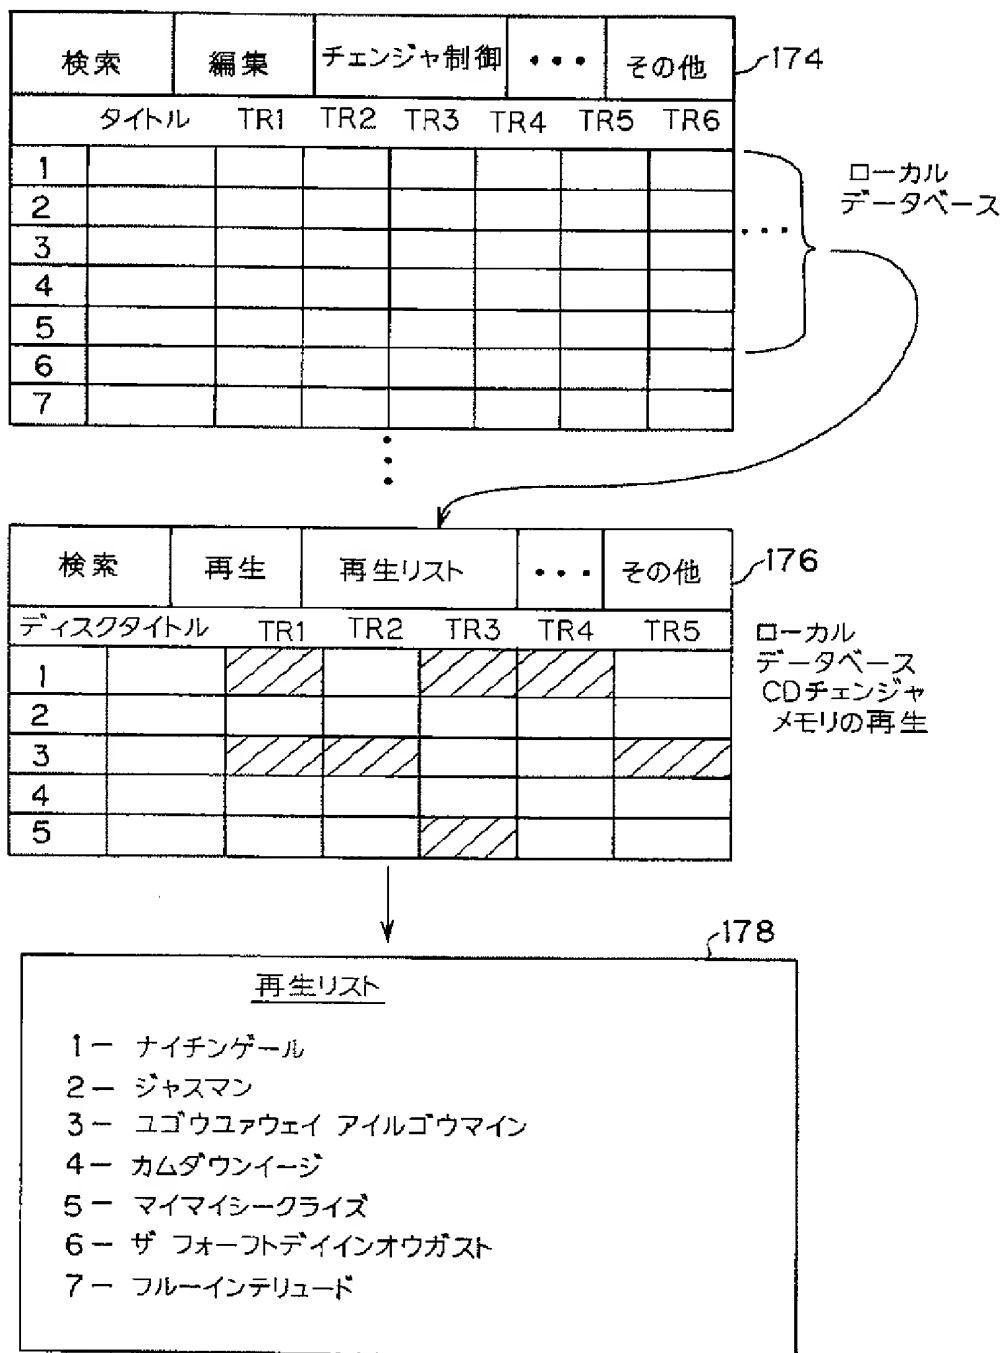 検索 編集 チェンジャ制御 ••• その他 174
タイトル TR1 TR2 TR3 TR4 TR5 TR6
1
2
3
4
5
6
7
ローカル
データベース
•••
検索 再生 再生リスト ••• その他 176
ディスクタイトル TR1 TR2 TR3 TR4 TR5
1
2
3
4
5
ローカル
データベース
CDチェンジャ
メモリの再生
178
再生リスト
1ー ナイチンゲール
2ー ジャスマン
3ー ユゴウユァウェイ アイルゴウマイン
4ー カムダウンイージ
5ー マイマイシークライズ
6ー ザ フォーフトデイインオウガスト
7ー フルーインテリュード